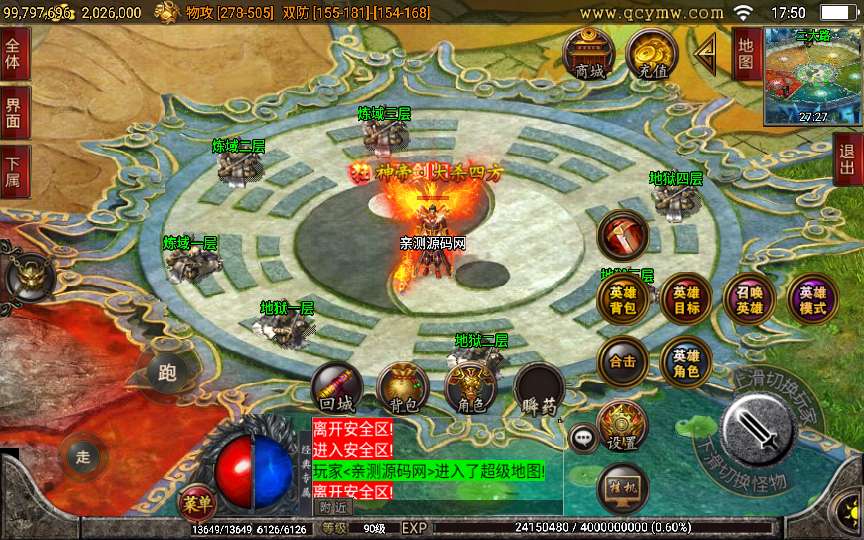 99,797,696 2,026,000 物攻 [278-505] 双防 [155-181]-[154-168] www.qcymw.com 17:50
全体
界面
下属
商城
充值
地图
三大陆
27:27
退出
炼域三层
炼域二层
神帝
大杀四方
地狱四层
亲测源码网
炼域一层
英雄背包
英雄目标
召唤英雄
英雄模式
地狱一层
地狱二层
合击
英雄角色
跑
回城
背包
角色
瞬药
上滑切换玩家
下滑切换怪物
设置
走
离开安全区!
进入安全区!
玩家<亲测源码网>进入了超级地图!
离开安全区!
经典专属
附近
挂机
菜单
13649/13649 6126/6126 等级 90级 EXP 24150480 / 4000000000 (0.60%)